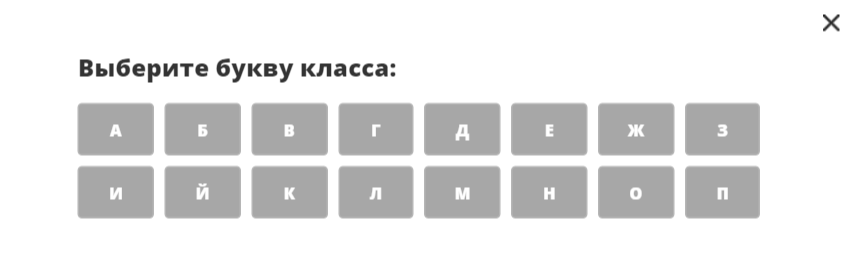 Выберите букву класса:
А Б В Г Д Е Ж З
И Й К Л М Н О П